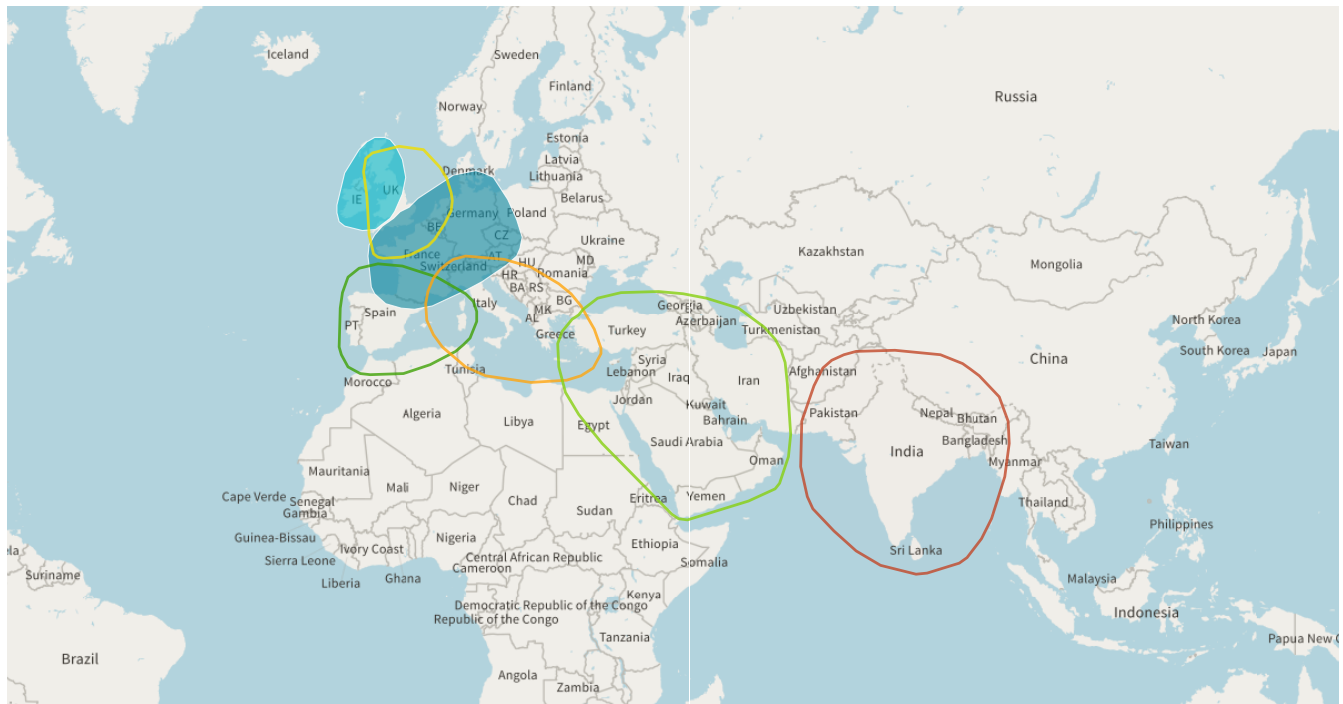 Iceland
Sweden
Finland
Russia
Norway
Estonia
Latvia
Denmark
Lithuania
UK
IE
Belarus
Germany
Poland
BE
CZ
Ukraine
France
AT
Kazakhstan
Switzerland
HU
MD
Mongolia
HR
Romania
BA
RS
Italy
BG
Georgia
Uzbekistan
Spain
MK
PT
AL
Azerbaijan
North Korea
Greece
Turkey
Turkmenistan
South Korea
Japan
Syria
China
Tunisia
Lebanon
Afghanistan
Morocco
Iraq
Iran
Jordan
Kuwait
Algeria
Libya
Egypt
Bahrain
Pakistan
Nepal
Bhutan
Saudi Arabia
India
Bangladesh
Taiwan
Oman
Myanmar
Mauritania
Mali
Niger
Cape Verde
Senegal
Chad
Eritrea
Yemen
Thailand
Gambia
Sudan
Philippines
Guinea-Bissau
Nigeria
Ethiopia
Ivory Coast
Central African Republic
Sri Lanka
Sierra Leone
Cameroon
Somalia
Suriname
Liberia
Ghana
Malaysia
Kenya
Democratic Republic of the Congo
Indonesia
Republic of the Congo
Tanzania
Papua New
Brazil
Angola
Zambia